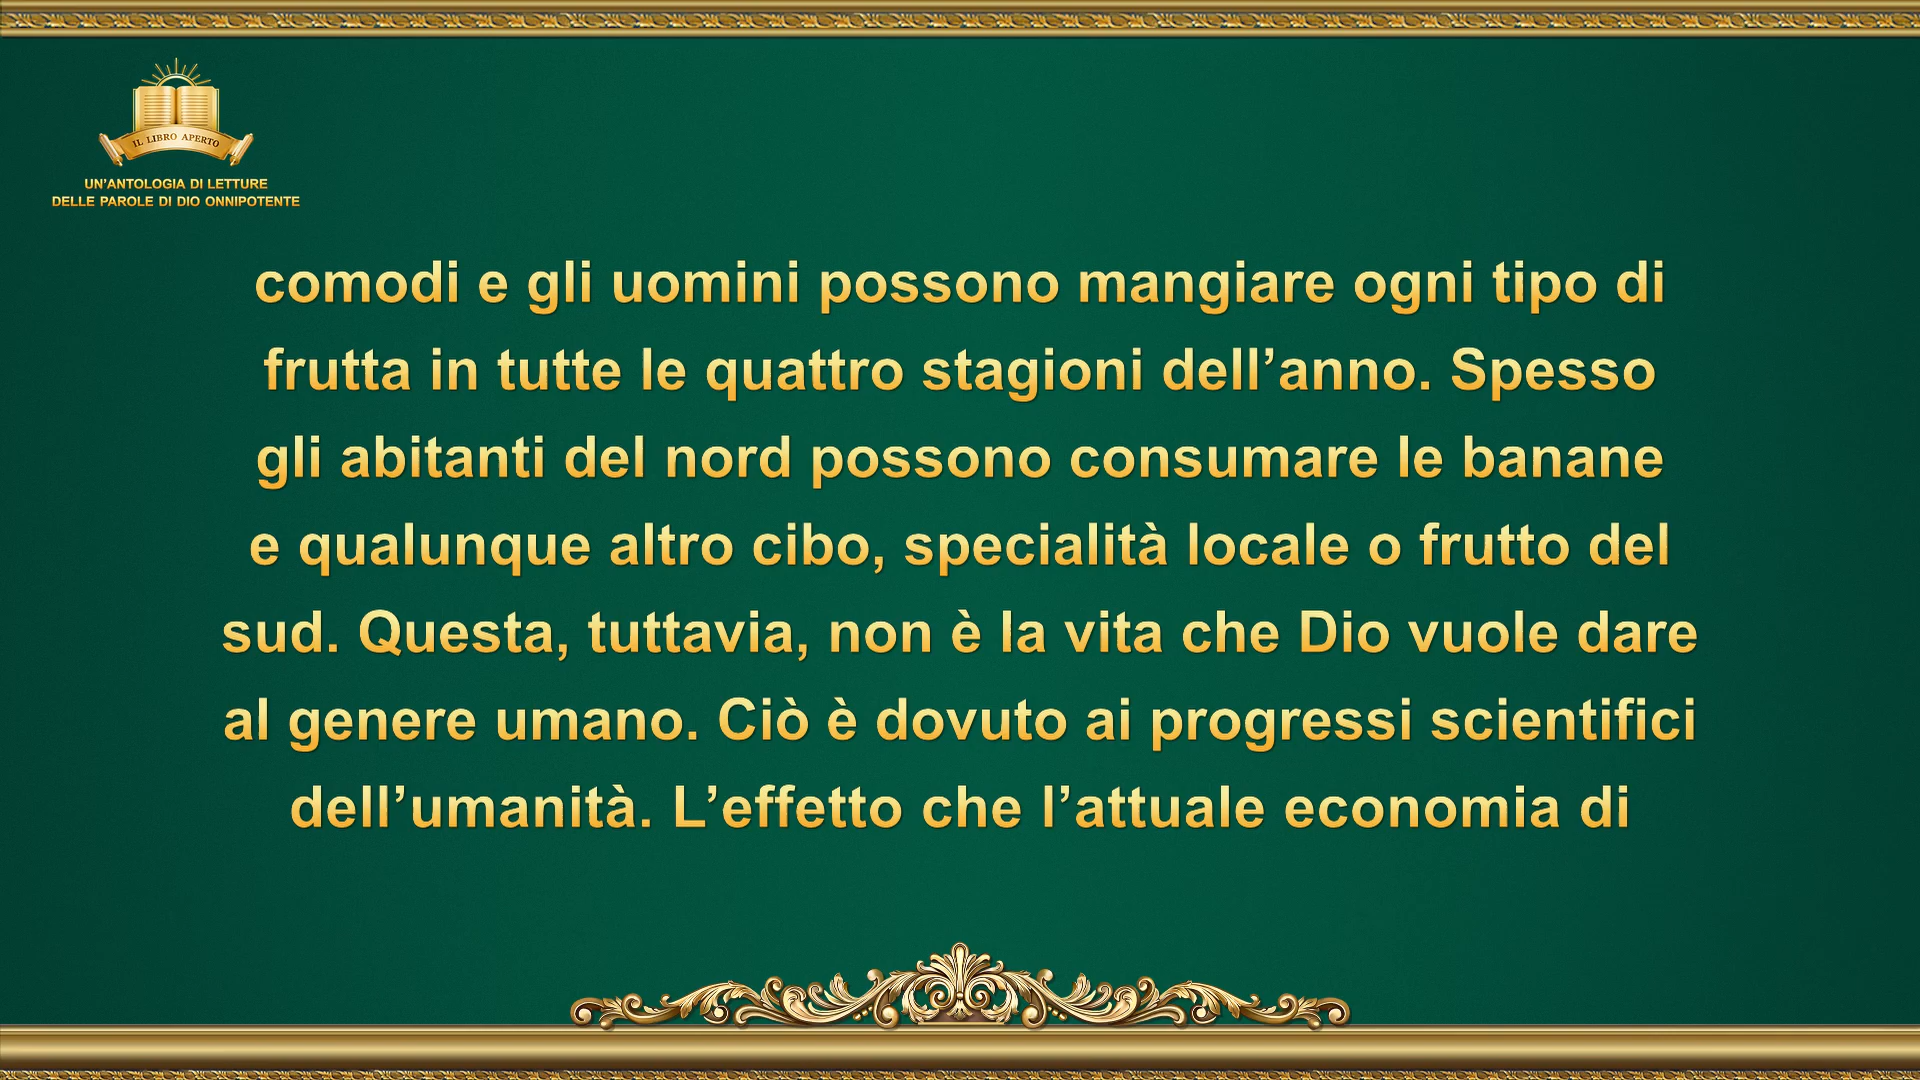 IL LIBRO APERTO
UN’ANTOLOGIA DI LETTURE
DELLE PAROLE DI DIO ONNIPOTENTE
comodi e gli uomini possono mangiare ogni tipo di
frutta in tutte le quattro stagioni dell’anno. Spesso
gli abitanti del nord possono consumare le banane
e qualunque altro cibo, specialità locale o frutto del
sud. Questa, tuttavia, non è la vita che Dio vuole dare
al genere umano. Ciò è dovuto ai progressi scientifici
dell’umanità. L’effetto che l’attuale economia di